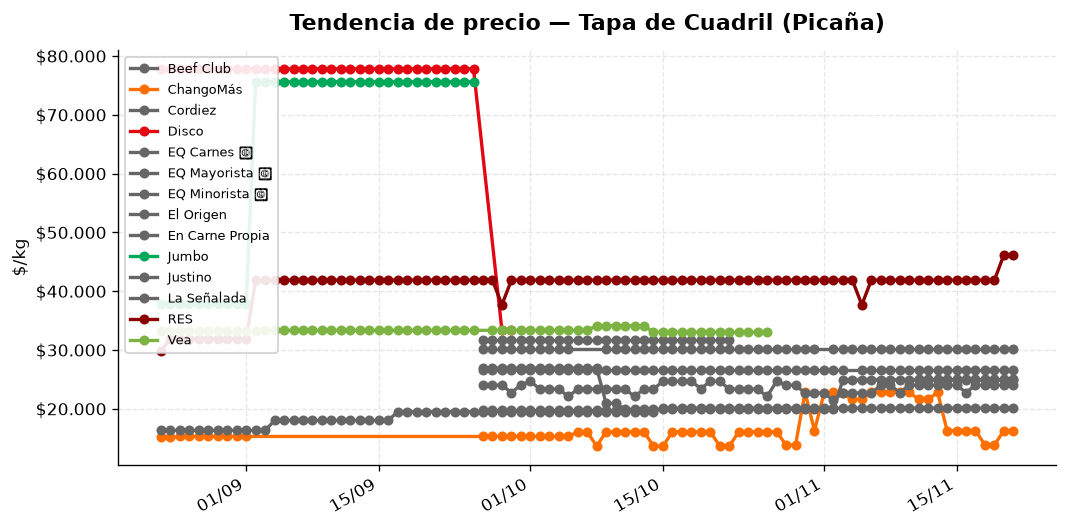 Tendencia de precio — Tapa de Cuadril (Picaña)
$80.000
$70.000
$60.000
$50.000
$40.000
$30.000
$20.000
$/kg
Beef Club
ChangoMás
Cordiez
Disco
EQ Carnes
EQ Mayorista
EQ Minorista
El Origen
En Carne Propia
Jumbo
Justino
La Señalada
RES
Vea
01/09
15/09
01/10
15/10
01/11
15/11